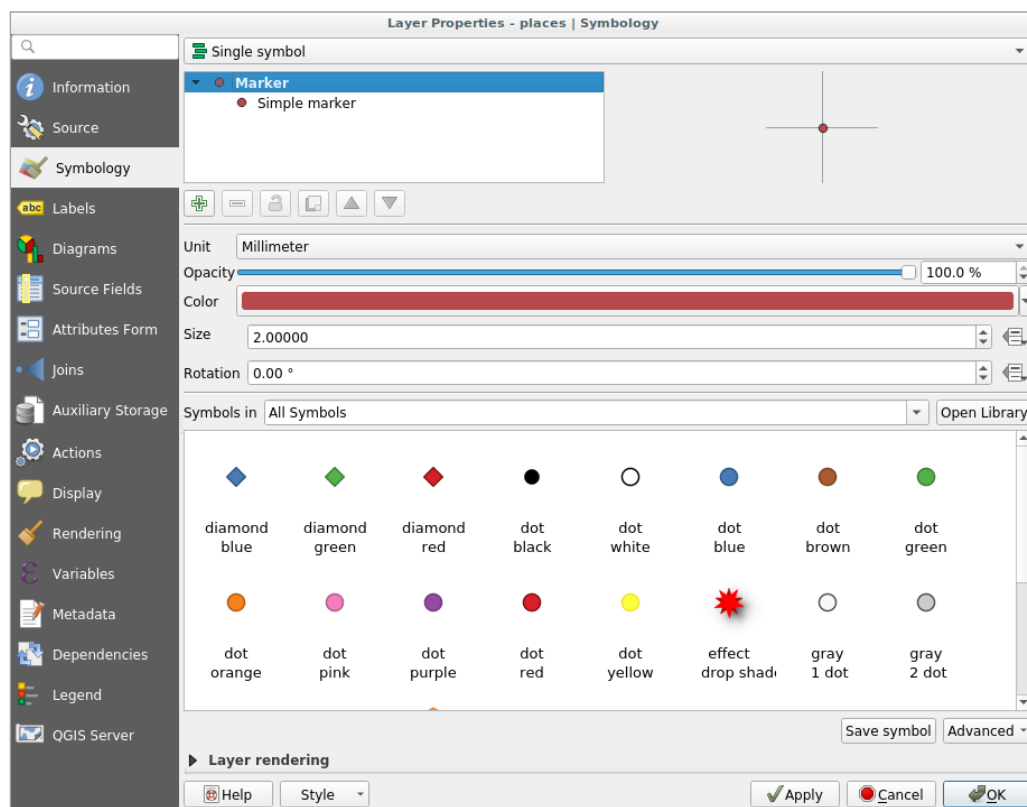 Layer Properties - places | Symbology
Information
Source
Symbology
Labels
Diagrams
Source Fields
Attributes Form
Joins
Auxiliary Storage
Actions
Display
Rendering
Variables
Metadata
Dependencies
Legend
QGIS Server
Single symbol
Marker
Simple marker
Unit Millimeter
Opacity 100.0 %
Color
Size 2.00000
Rotation 0.00 °
Symbols in All Symbols Open Library
diamond blue
diamond green
diamond red
dot black
dot white
dot blue
dot brown
dot green
dot orange
dot pink
dot purple
dot red
dot yellow
effect drop shad
gray 1 dot
gray 2 dot
Save symbol Advanced
Layer rendering
Help Style Apply Cancel OK
abc